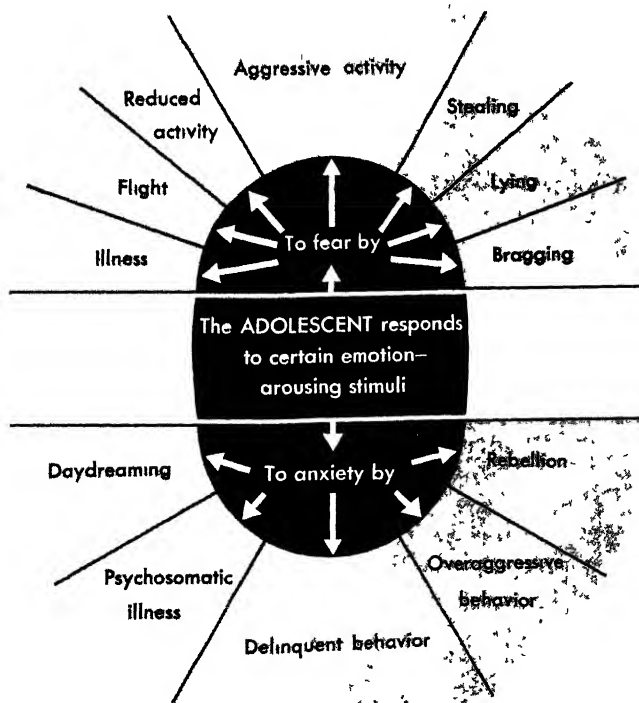 Aggressive activity
Reduced
activity
Stealing
Flight
Lying
Illness
To fear by
Bragging
The ADOLESCENT responds
to certain emotion–
arousing stimuli
Daydreaming
To anxiety by
Rebellion
Psychosomatic
illness
Overaggressive
behavior
Delinquent behavior